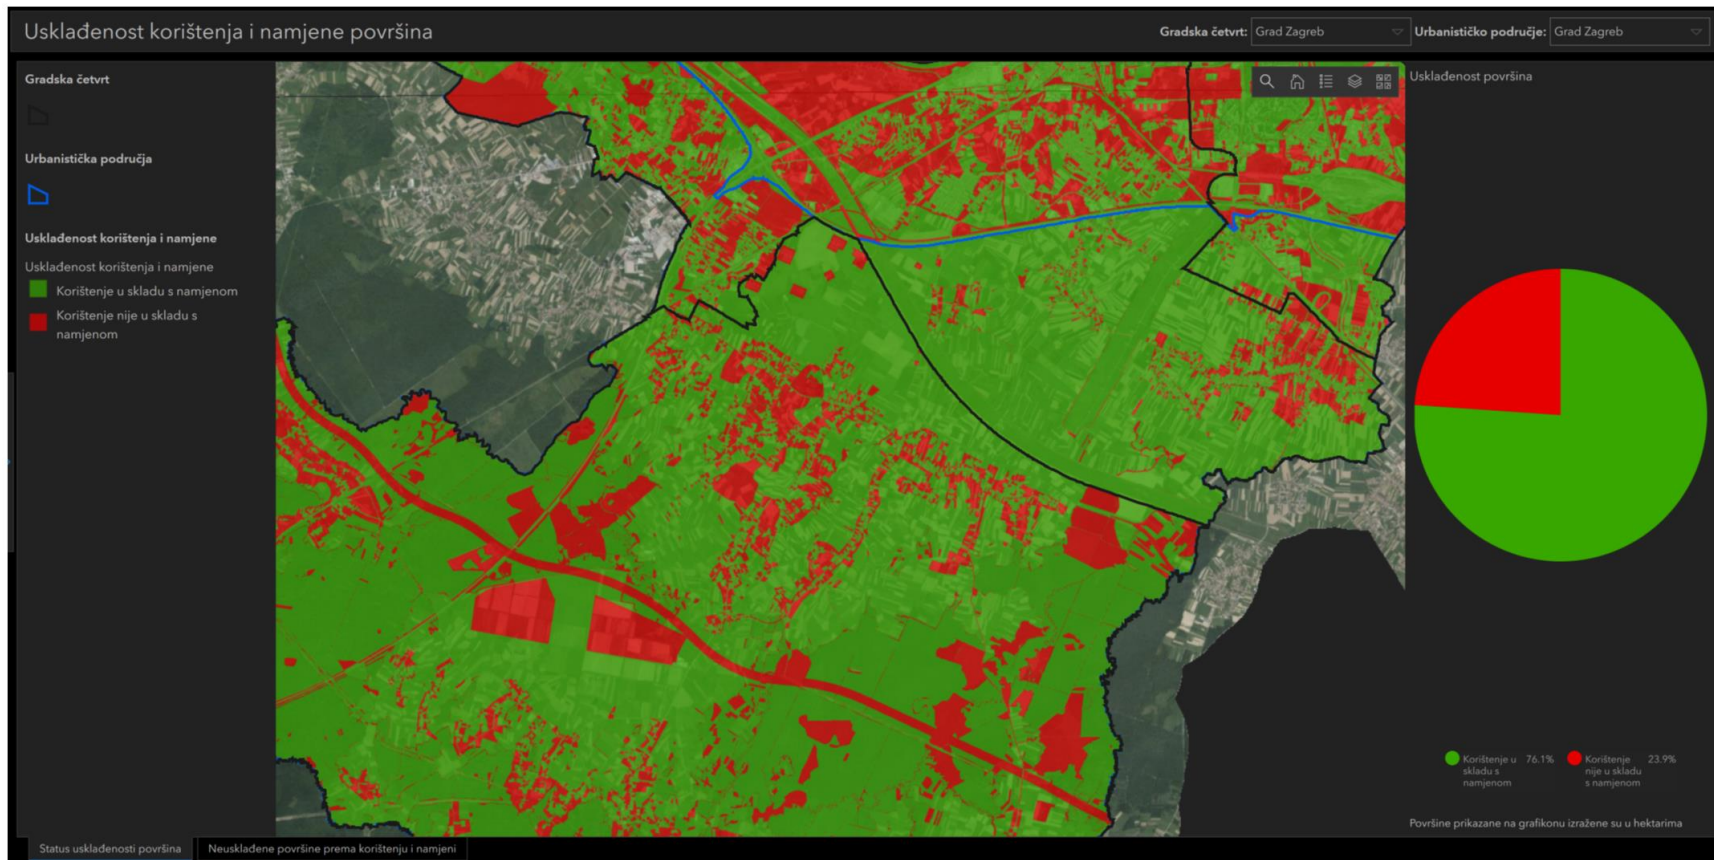 Usklađenost korištenja i namjene površina
Gradska četvrt: Grad Zagreb
Urbanističko područje: Grad Zagreb
Gradska četvrt
Urbanistička područja
Usklađenost korištenja i namjene
Usklađenost korištenja i namjene
Korištenje u skladu s namjenom
Korištenje nije u skladu s
namjenom
Usklađenost površina
Korištenje u 76.1%
skladu s
namjenom
Korištenje 23.9%
nije u skladu
s namjenom
Površine prikazane na grafikonu izražene su u hektarima
Status usklađenosti površina
Neusklađene površine prema korištenju i namjeni